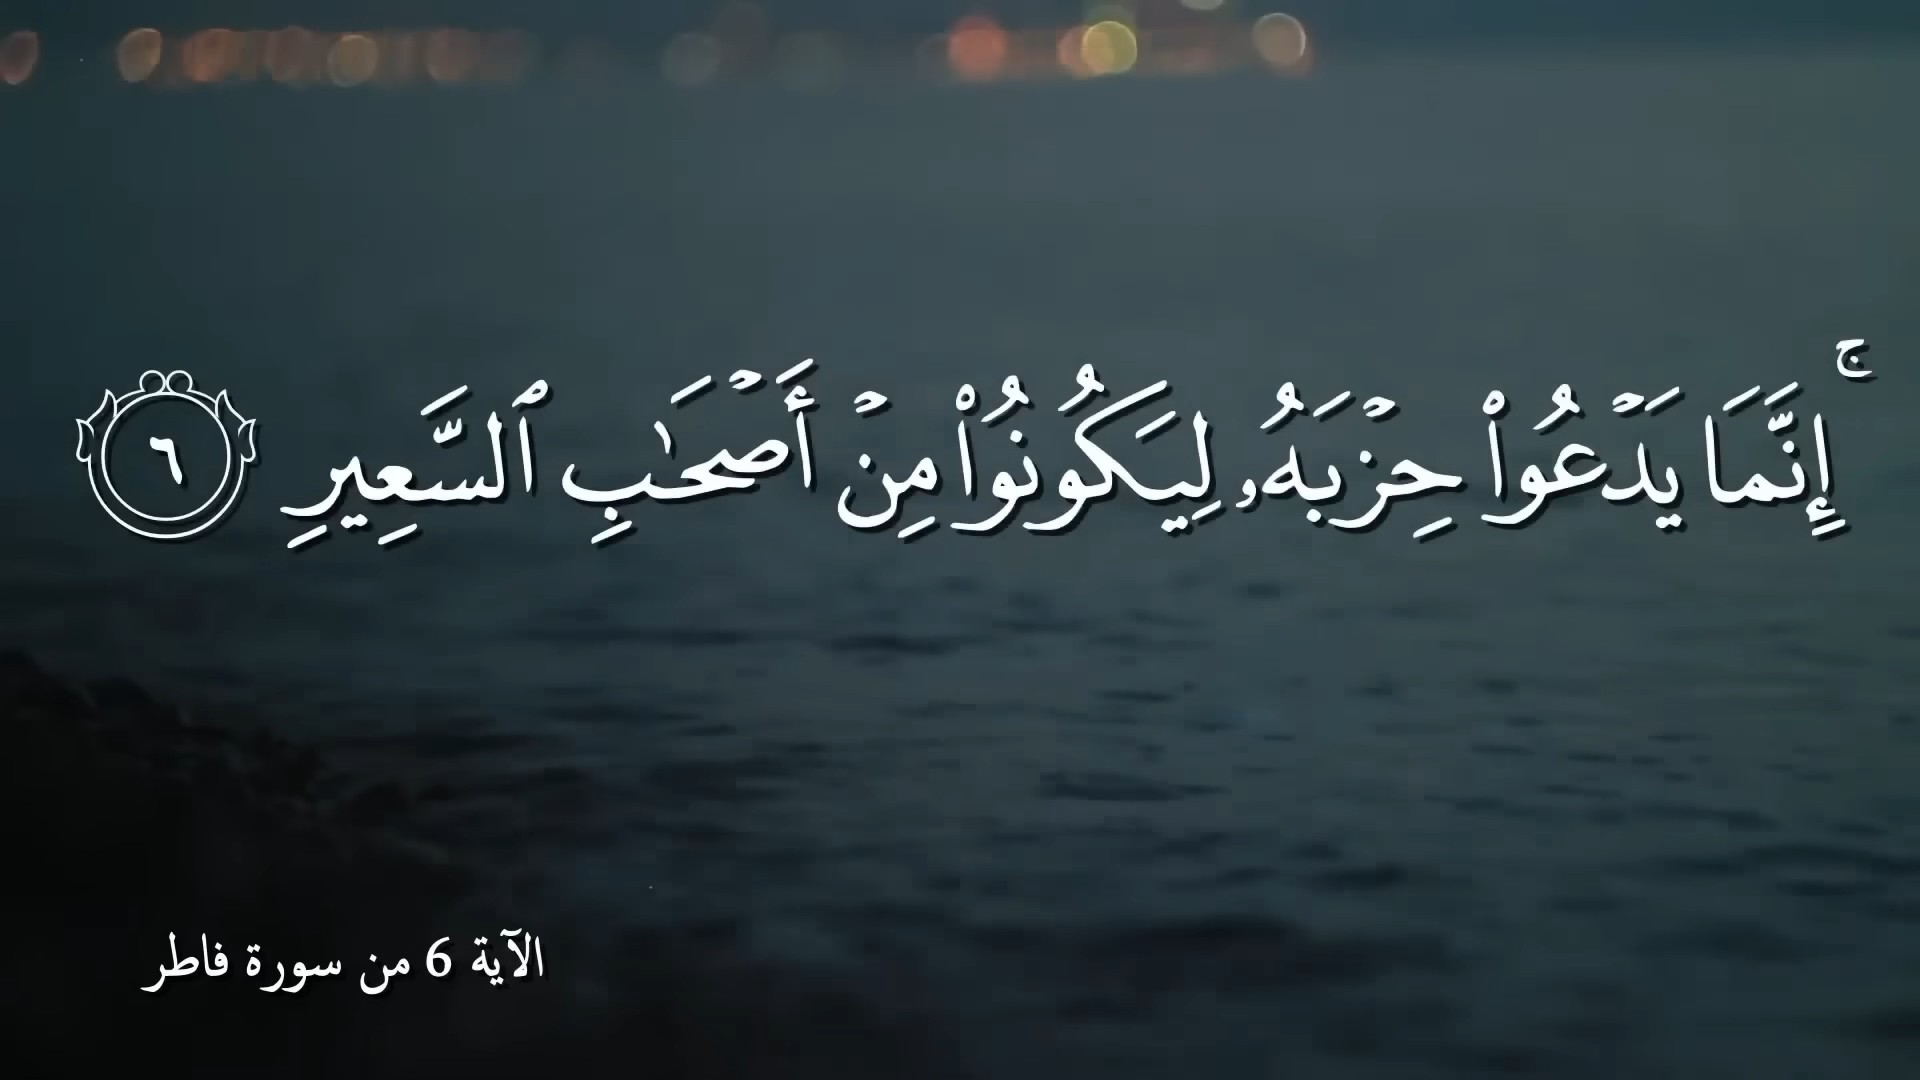 ۚ إِنَّمَا يَدۡعُواْ حِزۡبَهُۥ لِيَكُونُواْ مِنۡ أَصۡحَٰبِ ٱلسَّعِيرِ ٦
الآية 6 من سورة فاطر